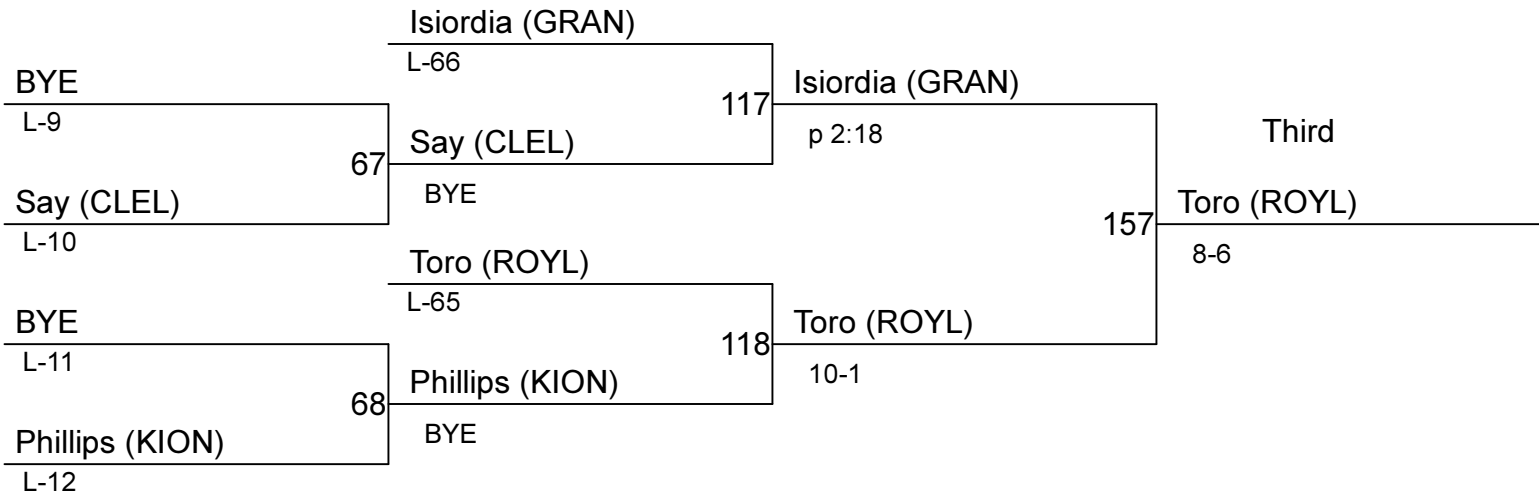 Isiordia (GRAN)
L-66
BYE
L-9
117
Isiordia (GRAN)
p 2:18
Third
67
Say (CLEL)
BYE
Say (CLEL)
L-10
157
Toro (ROYL)
8-6
Toro (ROYL)
L-65
BYE
L-11
118
Toro (ROYL)
10-1
68
Phillips (KION)
BYE
Phillips (KION)
L-12